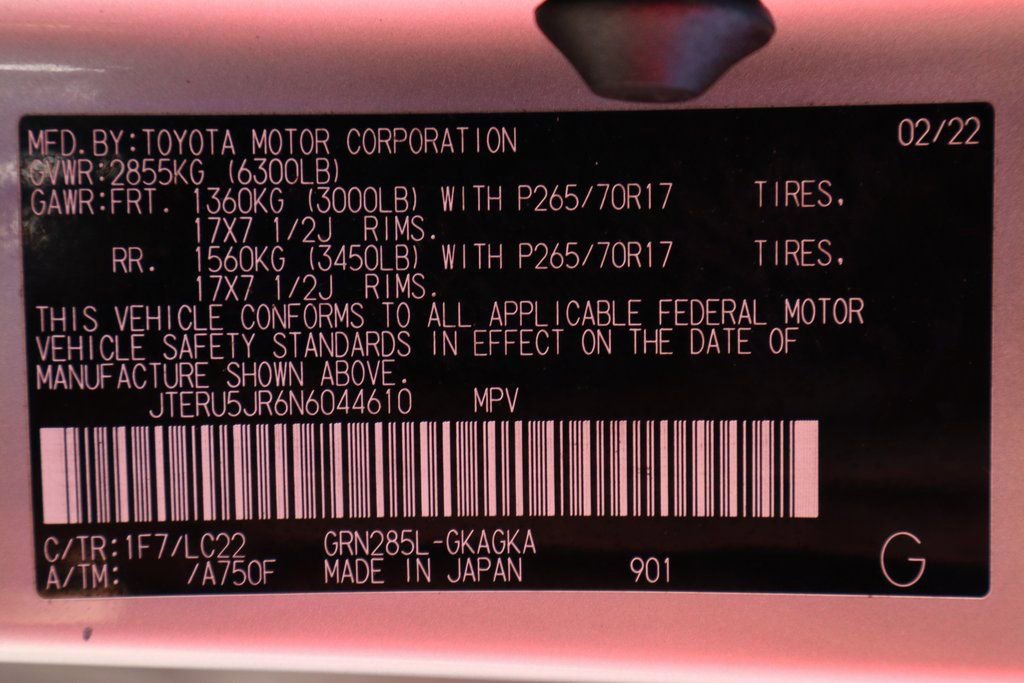 MFD. BY: TOYOTA MOTOR CORPORATION 02/22
GVWR: 2855KG (6300LB)
GAWR: FRT. 1360KG (3000LB) WITH P265/70R17 TIRES,
17X7 1/2J RIMS.
RR. 1560KG (3450LB) WITH P265/70R17 TIRES,
17X7 1/2J RIMS.
THIS VEHICLE CONFORMS TO ALL APPLICABLE FEDERAL MOTOR
VEHICLE SAFETY STANDARDS IN EFFECT ON THE DATE OF
MANUFACTURE SHOWN ABOVE.
JTERU5JR6N6044610 MPV
C/TR: 1F7/LC22 GRN285L-GKAGKA
A/TM: /A750F MADE IN JAPAN 901 G